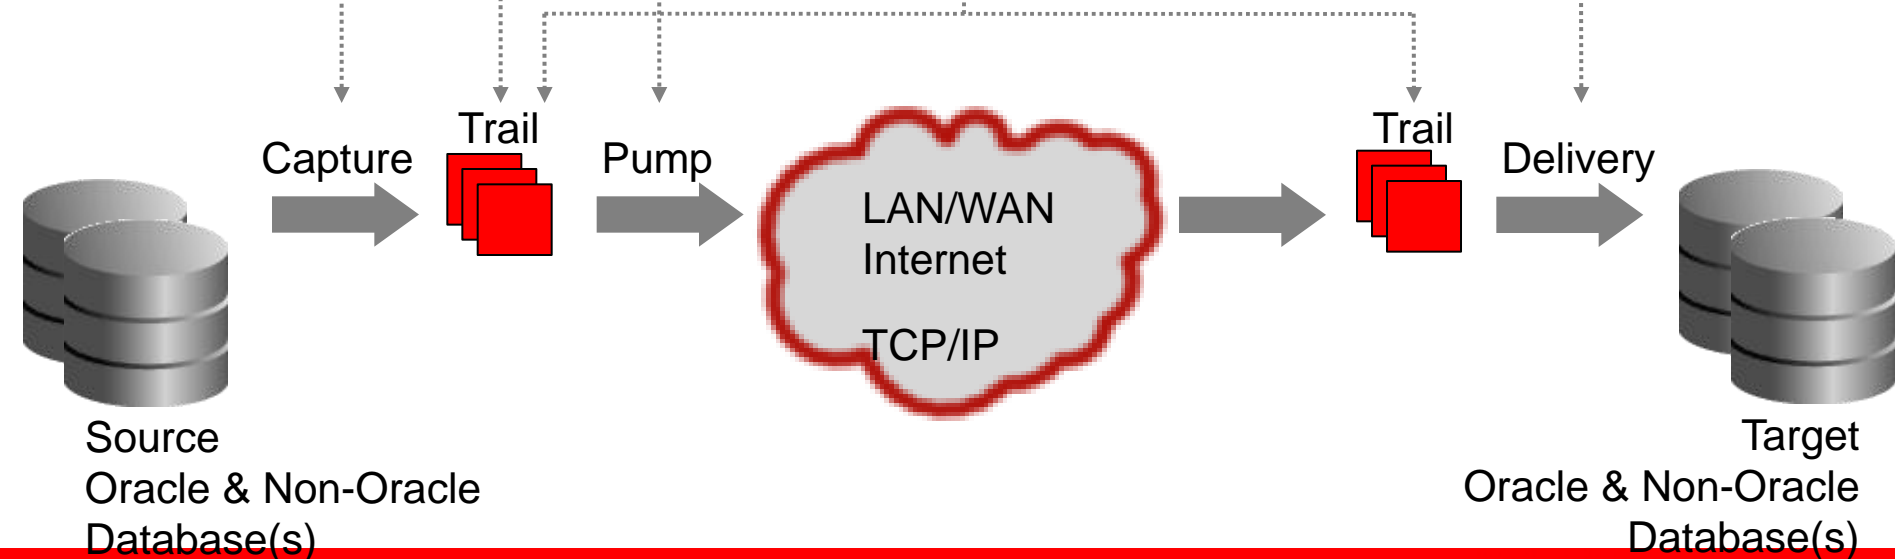 Trail
Trail
Capture
Pump
Delivery
LAN/WAN
Internet
TCP/IP
Source
Oracle & Non-Oracle
Database(s)
Target
Oracle & Non-Oracle
Database(s)